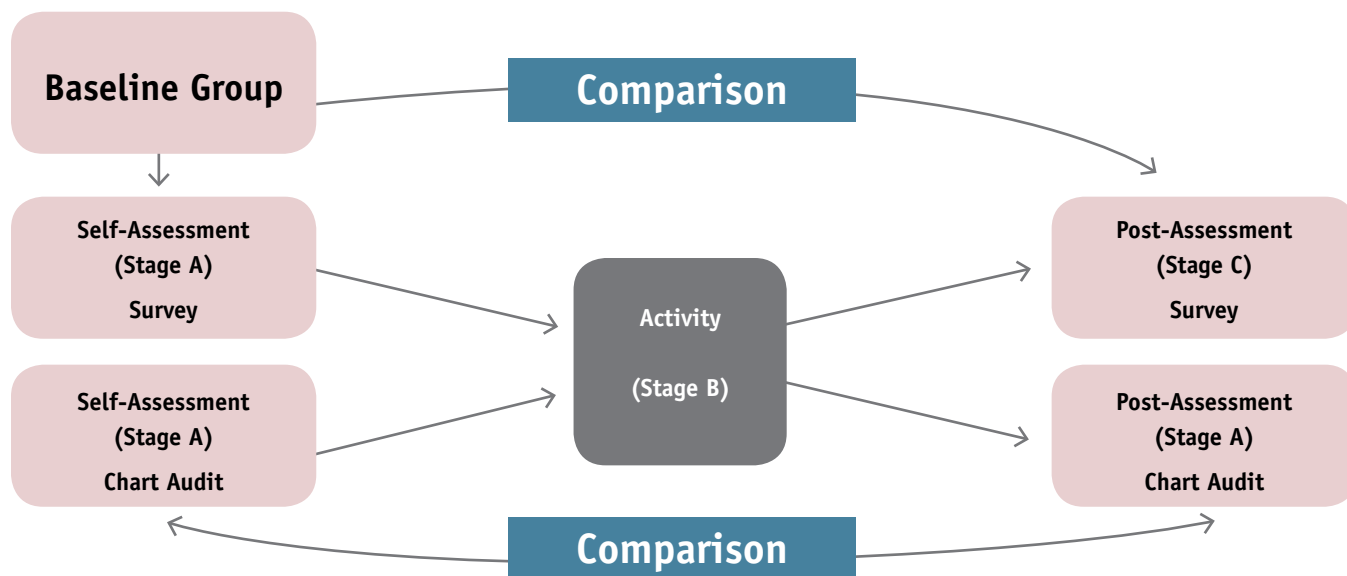 Baseline Group
Comparison
Self-Assessment
(Stage A)
Survey
Activity
(Stage B)
Post-Assessment
(Stage C)
Survey
Self-Assessment
(Stage A)
Chart Audit
Post-Assessment
(Stage A)
Chart Audit
Comparison